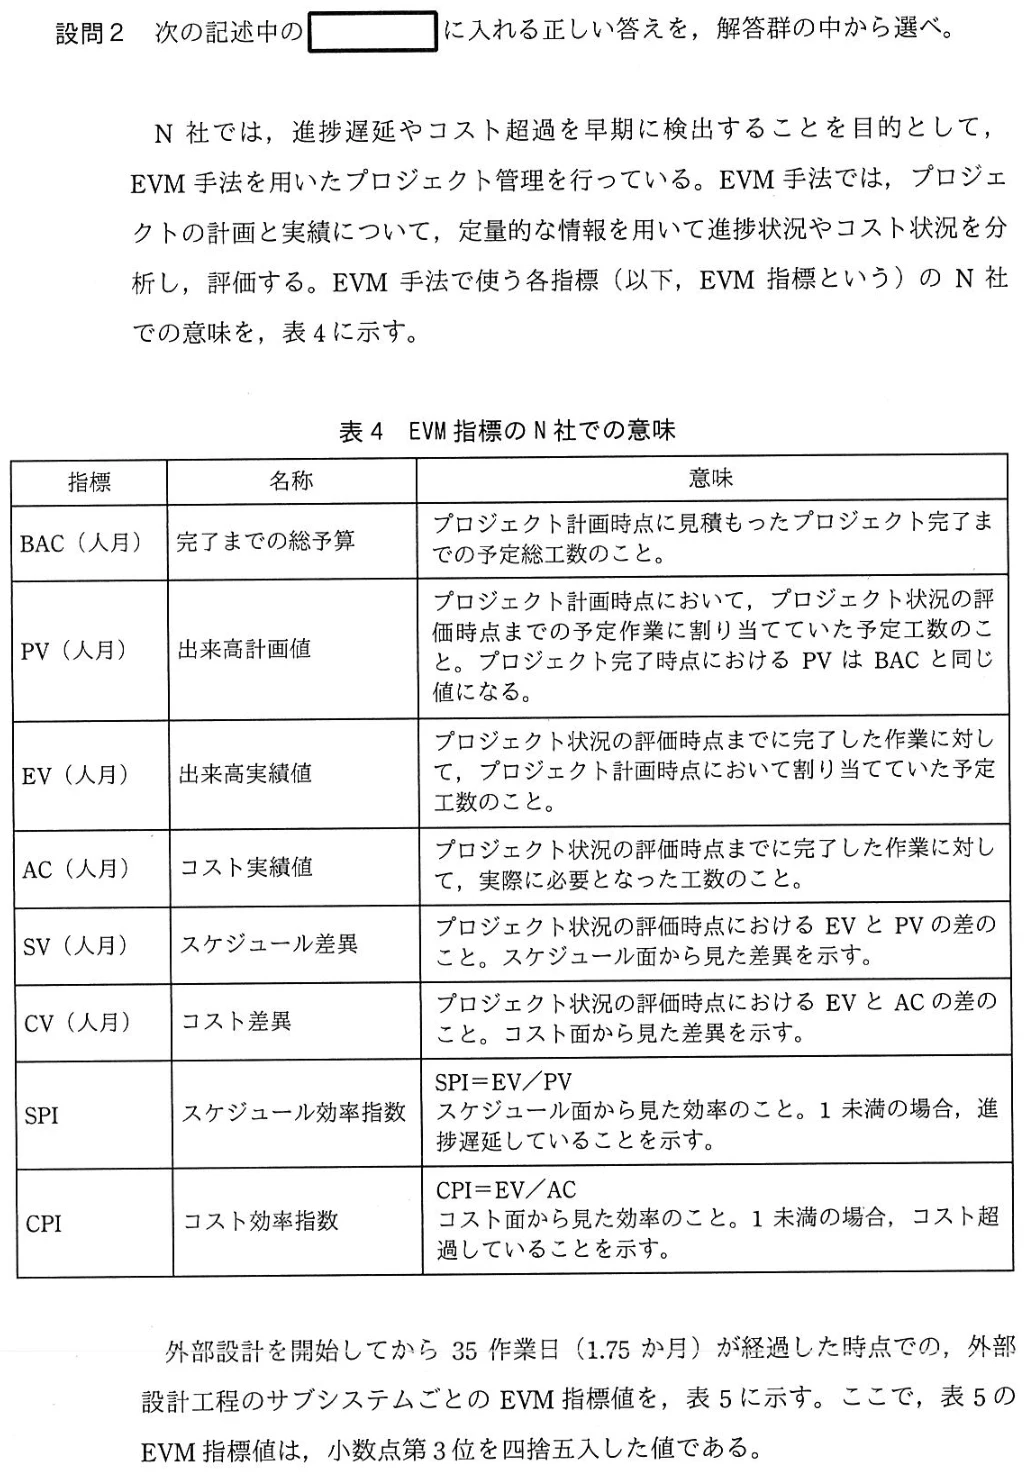 設問2 次の記述中の に入れる正しい答えを，解答群の中から選べ。
N 社では，進捗遅延やコスト超過を早期に検出することを目的として，
EVM 手法を用いたプロジェクト管理を行っている。EVM 手法では，プロジェ
クトの計画と実績について，定量的な情報を用いて進捗状況やコスト状況を分
析し，評価する。EVM 手法で使う各指標（以下，EVM 指標という）の N 社
での意味を，表 4 に示す。
表 4 EVM 指標の N 社での意味
指標 名称 意味
BAC（人月） 完了までの総予算
プロジェクト計画時点に見積もったプロジェクト完了ま
での予定総工数のこと。
PV（人月） 出来高計画値
プロジェクト計画時点において，プロジェクト状況の評
価時点までの予定作業に割り当てていた予定工数のこ
と。プロジェクト完了時点における PV は BAC と同じ
値になる。
EV（人月） 出来高実績値
プロジェクト状況の評価時点までに完了した作業に対し
て，プロジェクト計画時点において割り当てていた予定
工数のこと。
AC（人月） コスト実績値
プロジェクト状況の評価時点までに完了した作業に対し
て，実際に必要となった工数のこと。
SV（人月） スケジュール差異
プロジェクト状況の評価時点における EV と PV の差の
こと。スケジュール面から見た差異を示す。
CV（人月） コスト差異
プロジェクト状況の評価時点における EV と AC の差の
こと。コスト面から見た差異を示す。
SPI スケジュール効率指数
SPI＝EV／PV
スケジュール面から見た効率のこと。1 未満の場合，進
捗遅延していることを示す。
CPI コスト効率指数
CPI＝EV／AC
コスト面から見た効率のこと。1 未満の場合，コスト超
過していることを示す。
外部設計を開始してから 35 作業日（1.75 か月）が経過した時点での，外部
設計工程のサブシステムごとの EVM 指標値を，表 5 に示す。ここで，表 5 の
EVM 指標値は，小数点第 3 位を四捨五入した値である。